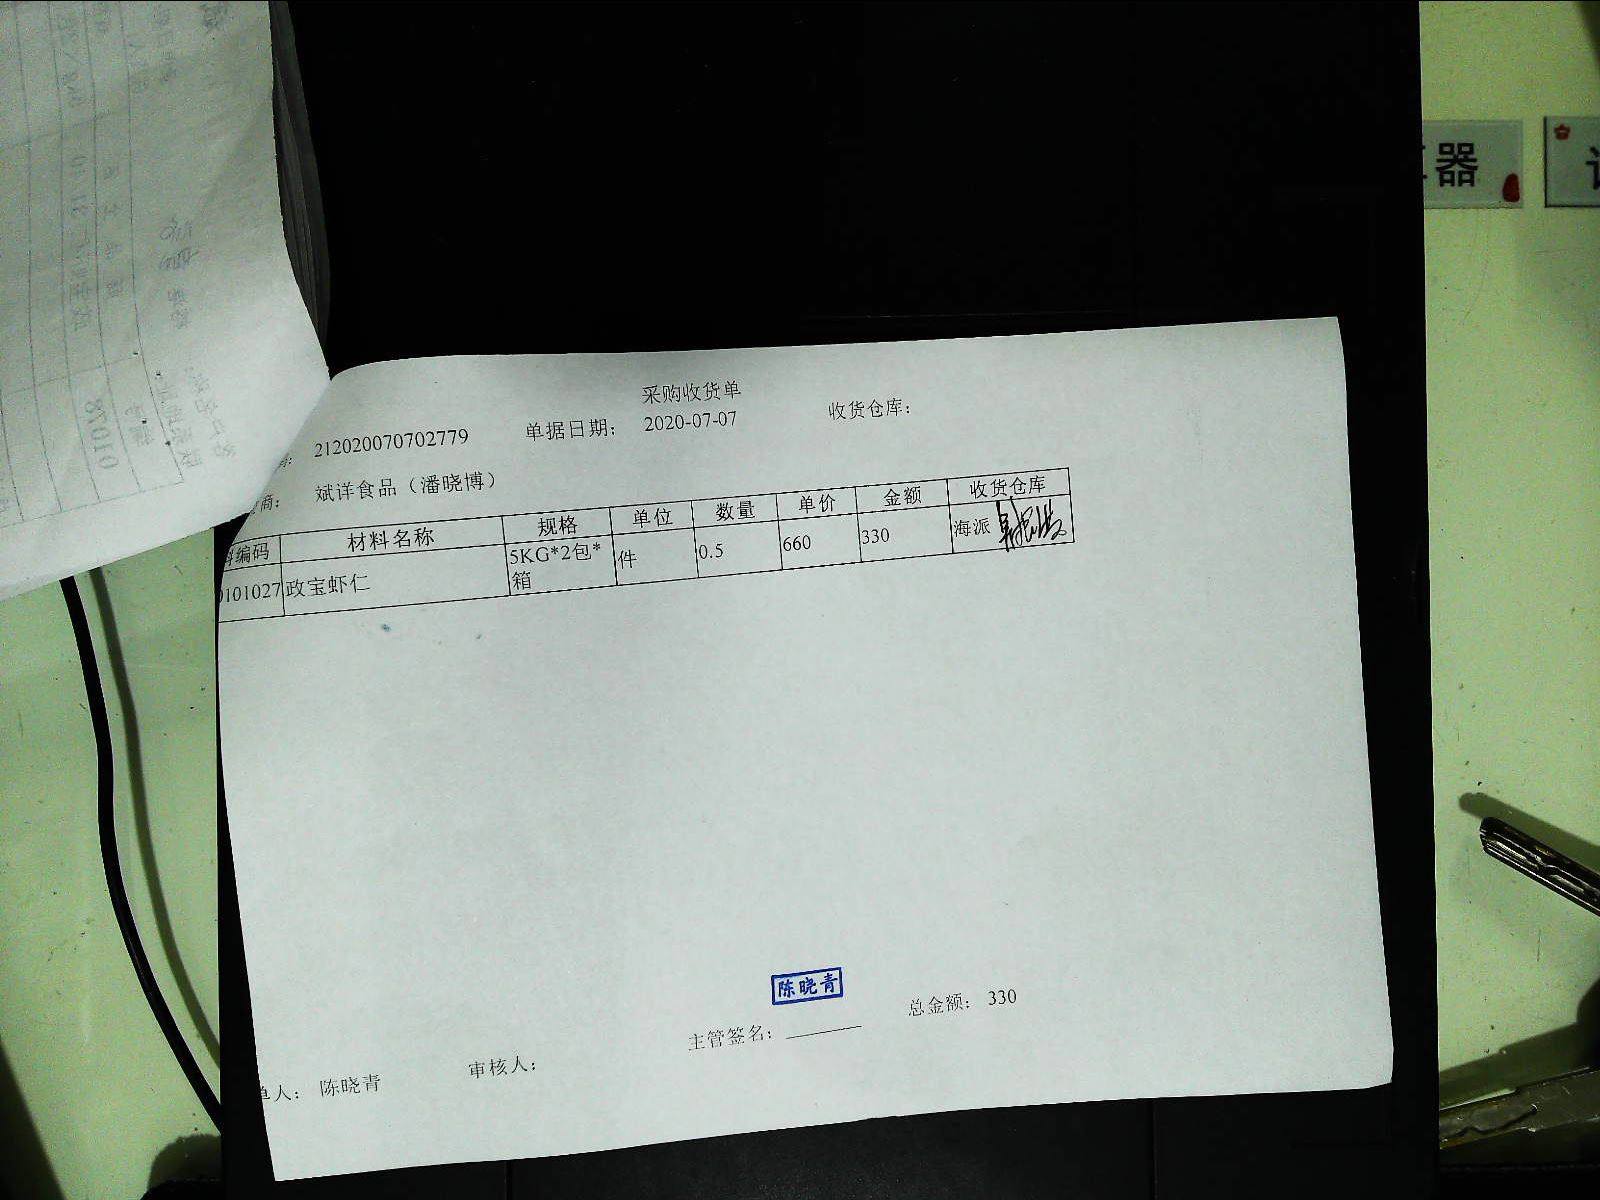 采购收货单
212020070702779 单据日期： 2020-07-07 收货仓库：
商： 斌洋食品（潘晓博）
编码 材料名称 规格 单位 数量 单价 金额 收货仓库
0101027 政宝虾仁 5KG*2包*箱 件 0.5 660 330 海派
陈晓青
主管签名： 总金额： 330
单人： 陈晓青 审核人：
器
01078